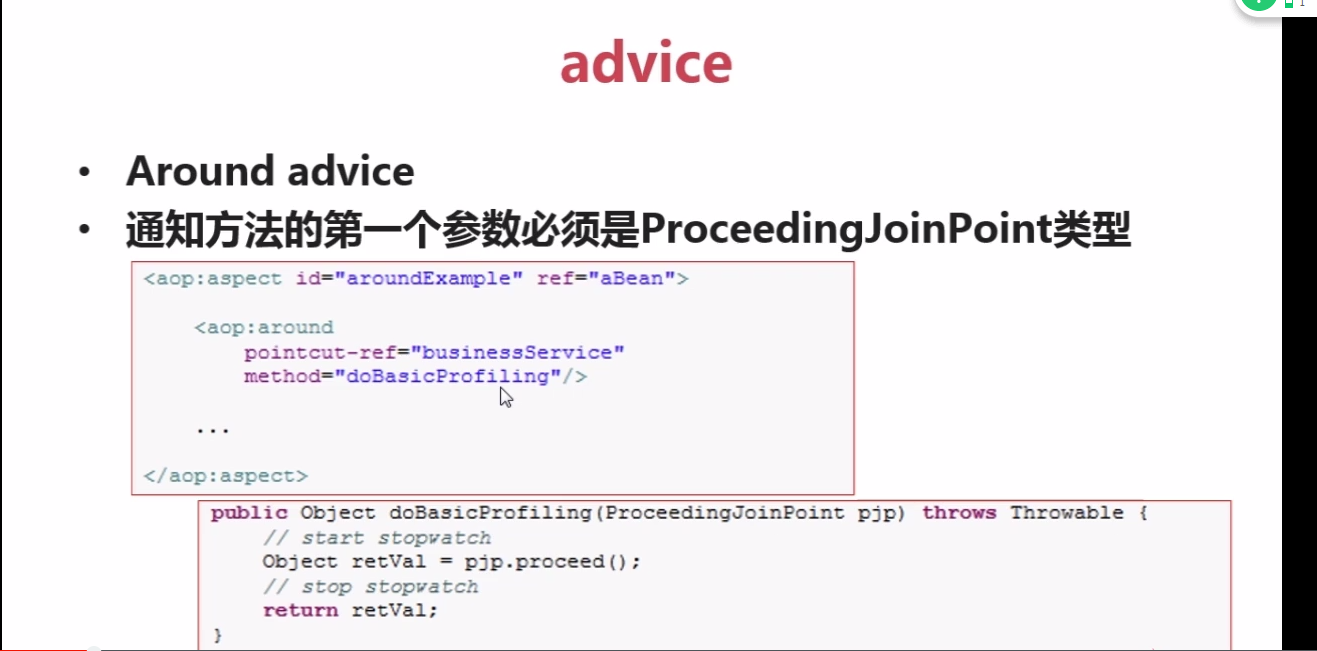 advice
• Around advice
• 通知方法的第一个参数必须是ProceedingJoinPoint类型
<aop:aspect id="aroundExample" ref="aBean">
<aop:around
pointcut-ref="businessService"
method="doBasicProfiling"/>
...
</aop:aspect>
public Object doBasicProfiling(ProceedingJoinPoint pjp) throws Throwable {
// start stopwatch
Object retVal = pjp.proceed();
// stop stopwatch
return retVal;
}